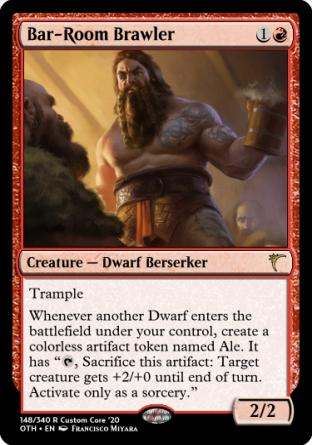 Bar-Room Brawler 1
Creature — Dwarf Berserker
Trample
Whenever another Dwarf enters the
battlefield under your control, create a
colorless artifact token named Ale. It
has “, Sacrifice this artifact: Target
creature gets +2/+0 until end of turn.
Activate only as a sorcery.”
2/2
148/340 R Custom Core '20
OTH • EN Francisco Miyara